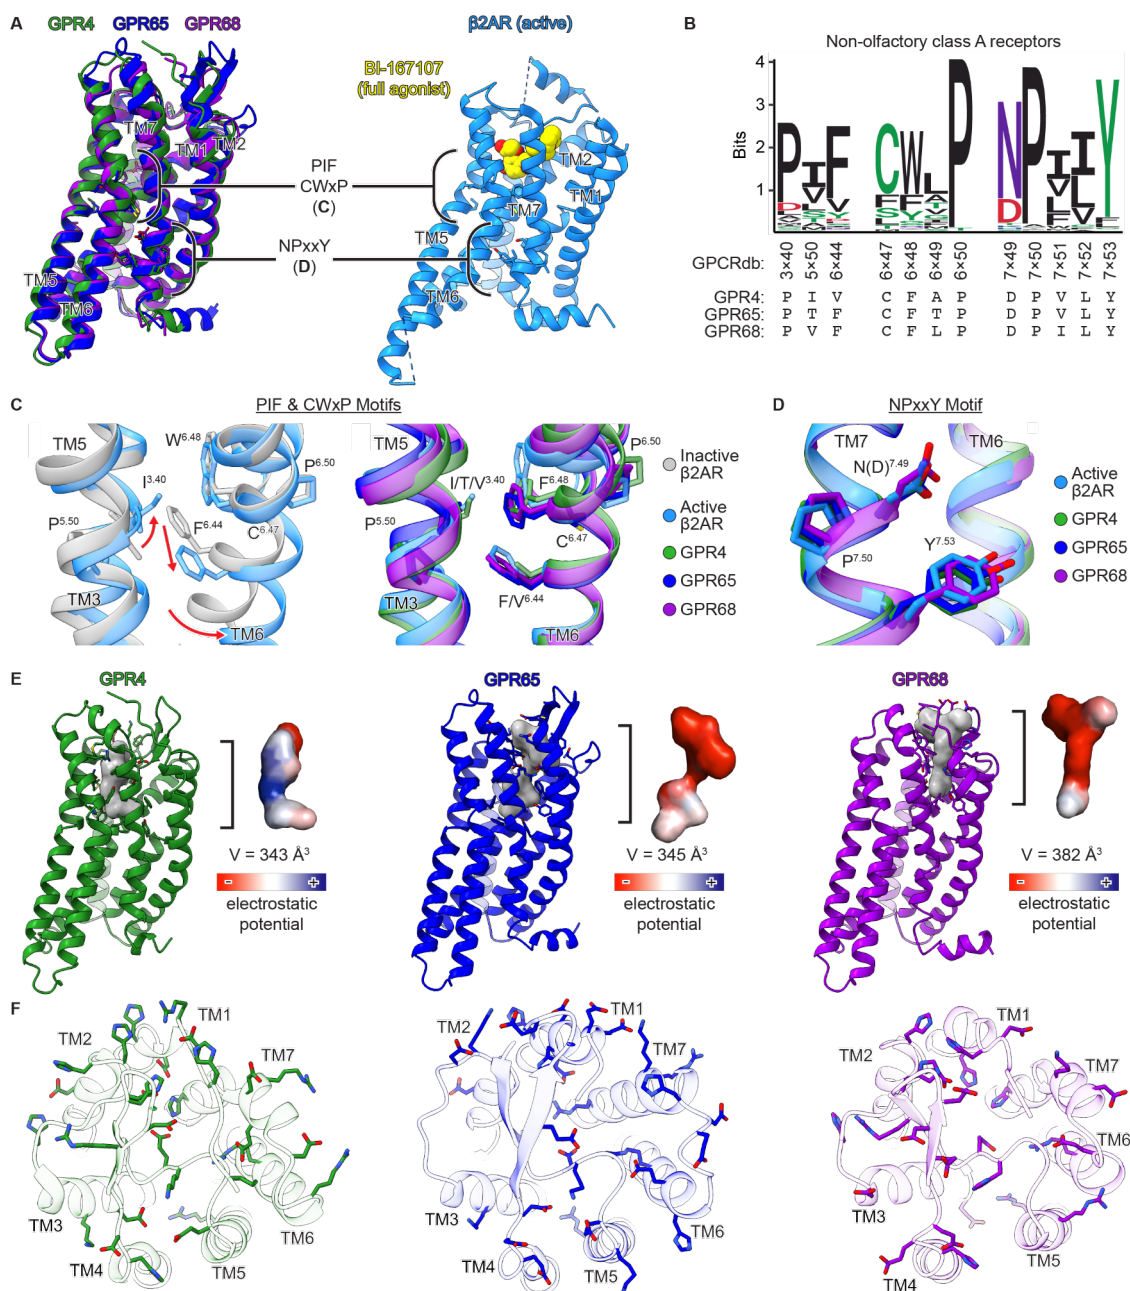 A
GPR4 GPR65 GPR68
β2AR (active)
BI-167107
(full agonist)
TM7
TM1
TM2
TM5
TM6
PIF
CWxP
(C)
NPxxY
(D)
TM2
TM1
TM7
TM5
TM6
B
Non-olfactory class A receptors
Bits
4
3
2
1
GPCRdb: 3×40 5×50 6×44 6×47 6×48 6×49 6×50 7×49 7×50 7×51 7×52 7×53
GPR4: P I V C F A P D P V L Y
GPR65: P T F C F T P D P V L Y
GPR68: P V F C F L P D P I L Y
C
PIF & CWxP Motifs
TM5
W6.48
P6.50
I3.40
P5.50
F6.44
C6.47
TM3
TM6
TM5
P6.50
I/T/V3.40
F6.48
P5.50
C6.47
TM3
F/V6.44
TM6
Inactive
β2AR
Active
β2AR
GPR4
GPR65
GPR68
D
NPxxY Motif
TM7
TM6
N(D)7.49
P7.50
Y7.53
Active
β2AR
GPR4
GPR65
GPR68
E
GPR4
V = 343 Å3
- +
electrostatic
potential
GPR65
V = 345 Å3
- +
electrostatic
potential
GPR68
V = 382 Å3
- +
electrostatic
potential
F
TM1
TM2
TM7
TM3
TM4
TM5
TM6
TM1
TM2
TM7
TM3
TM4
TM5
TM6
TM1
TM2
TM7
TM6
TM3
TM5
TM4